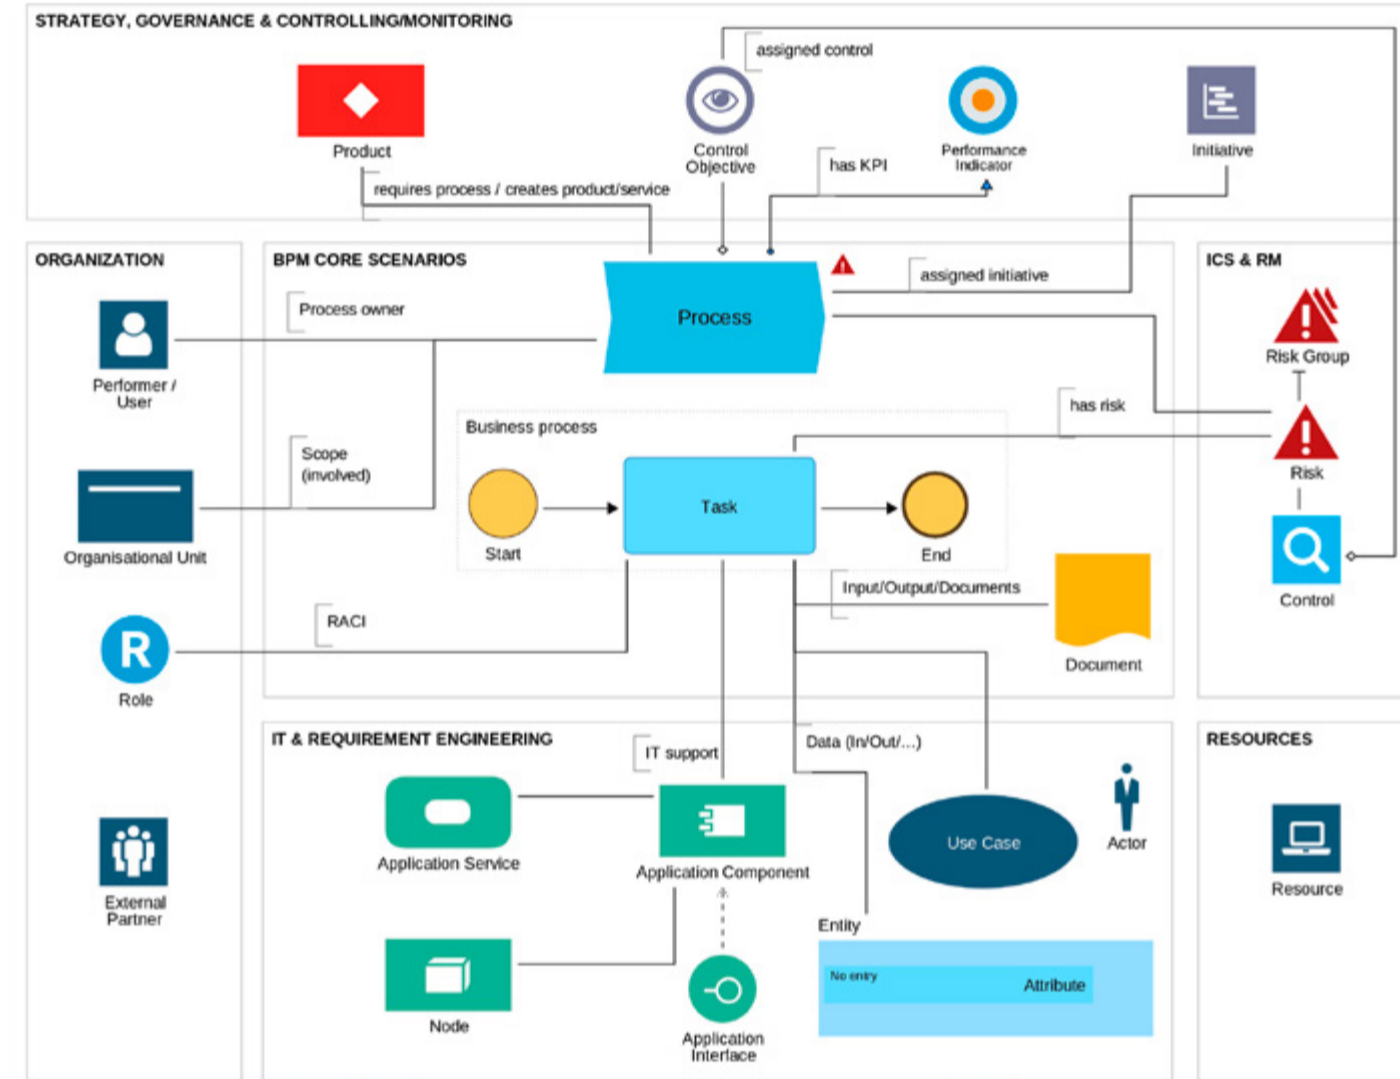 STRATEGY, GOVERNANCE & CONTROLLING/MONITORING
assigned control
Product
Control
Objective
has KPI
Performance
Indicator
Initiative
requires process / creates product/service
ORGANIZATION
BPM CORE SCENARIOS
ICS & RM
assigned initiative
Process owner
Process
Performer /
User
Risk Group
has risk
Business process
Scope
(involved)
Risk
Task
Organisational Unit
Start
End
Input/Output/Documents
Control
RACI
R
Role
Document
IT & REQUIREMENT ENGINEERING
IT support
Data (In/Out/...)
RESOURCES
Application Service
Application Component
Use Case
Actor
External
Partner
Resource
Entity
No entry
Attribute
Node
Application
Interface